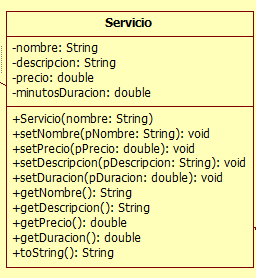 Servicio
-nombre: String
-descripcion: String
-precio: double
-minutosDuracion: double
+Servicio(nombre: String)
+setNombre(pNombre: String): void
+setPrecio(pPrecio: double): void
+setDescripcion(pDescripcion: String): void
+setDuracion(pDuracion: double): void
+getNombre(): String
+getDescripcion(): String
+getPrecio(): double
+getDuracion(): double
+toString(): String